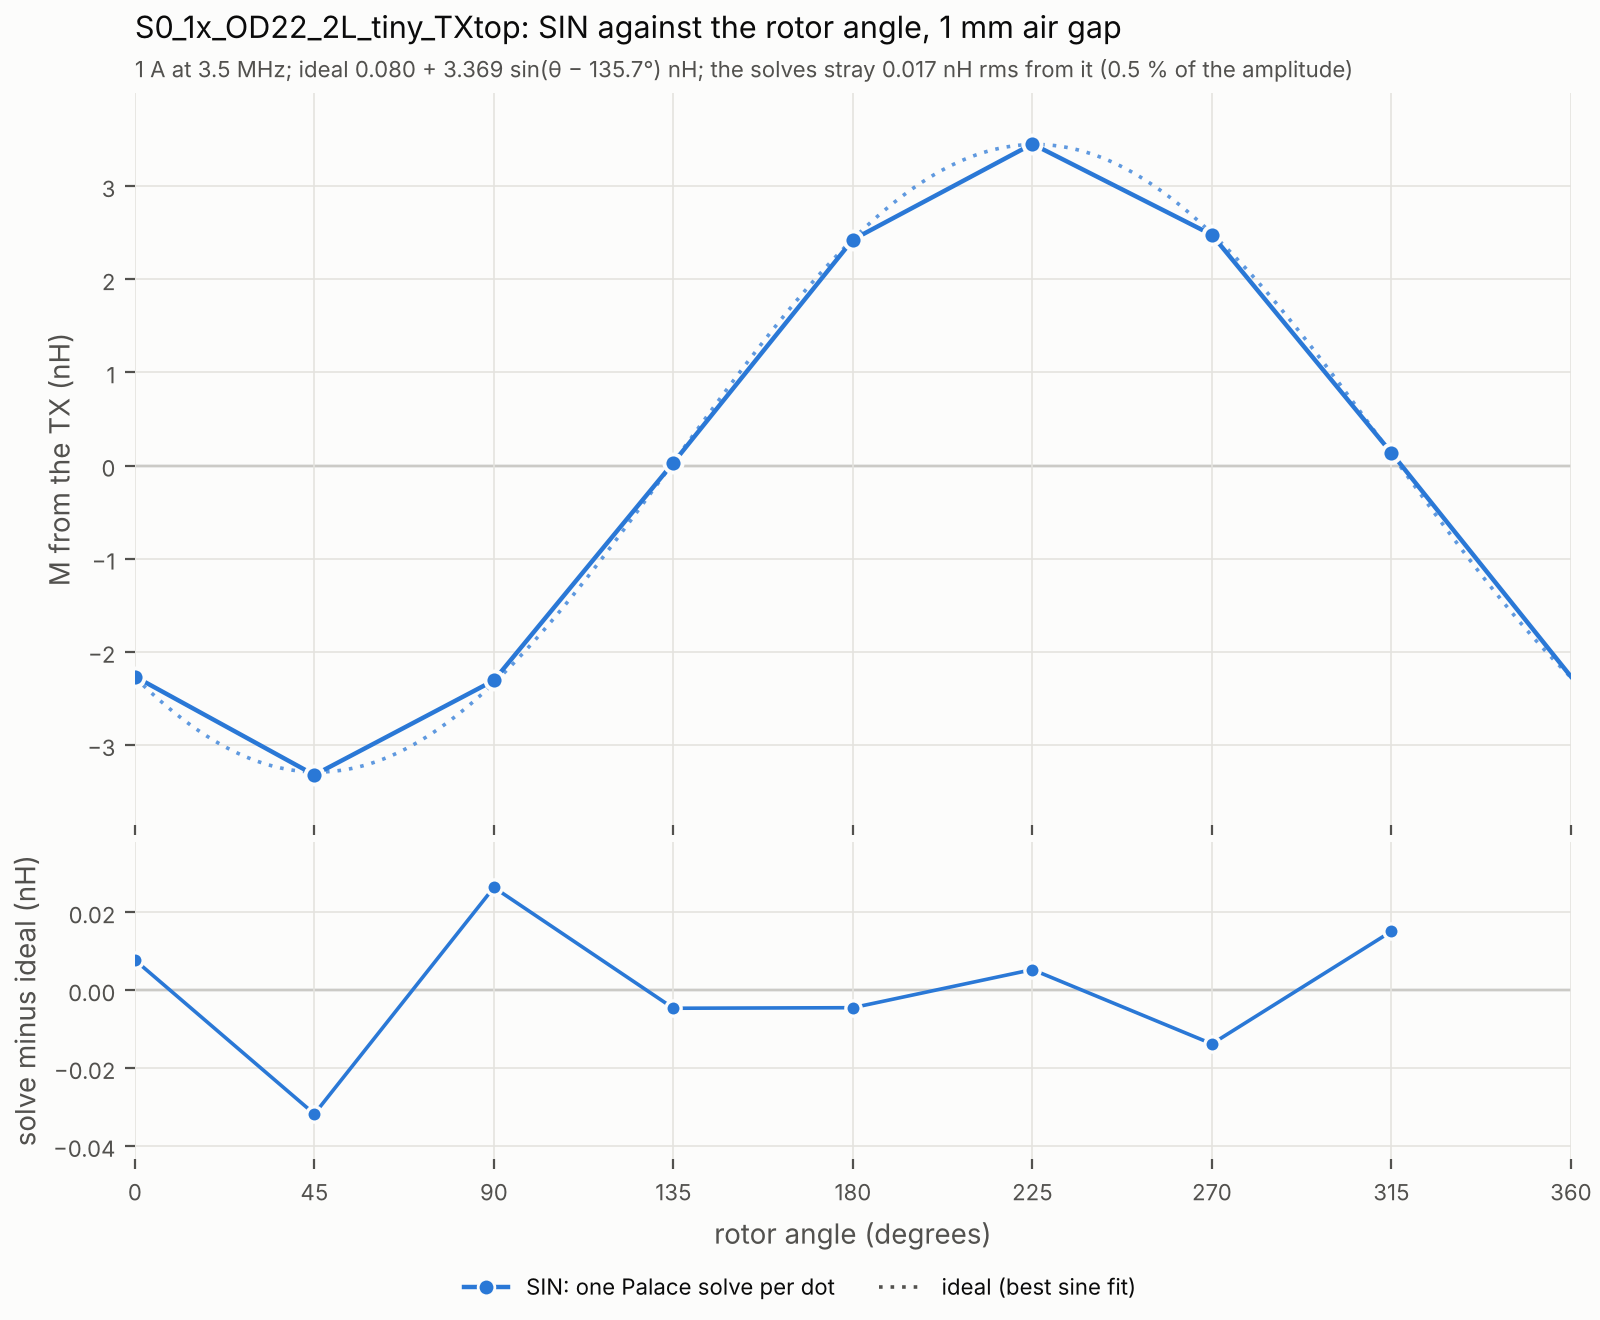 S0_1x_OD22_2L_tiny_TXtop: SIN against the rotor angle, 1 mm air gap
1 A at 3.5 MHz; ideal 0.080 + 3.369 sin(θ − 135.7°) nH; the solves stray 0.017 nH rms from it (0.5 % of the amplitude)
M from the TX (nH)
3
2
1
0
−1
−2
−3
solve minus ideal (nH)
0.02
0.00
−0.02
−0.04
0 45 90 135 180 225 270 315 360
rotor angle (degrees)
SIN: one Palace solve per dot ideal (best sine fit)